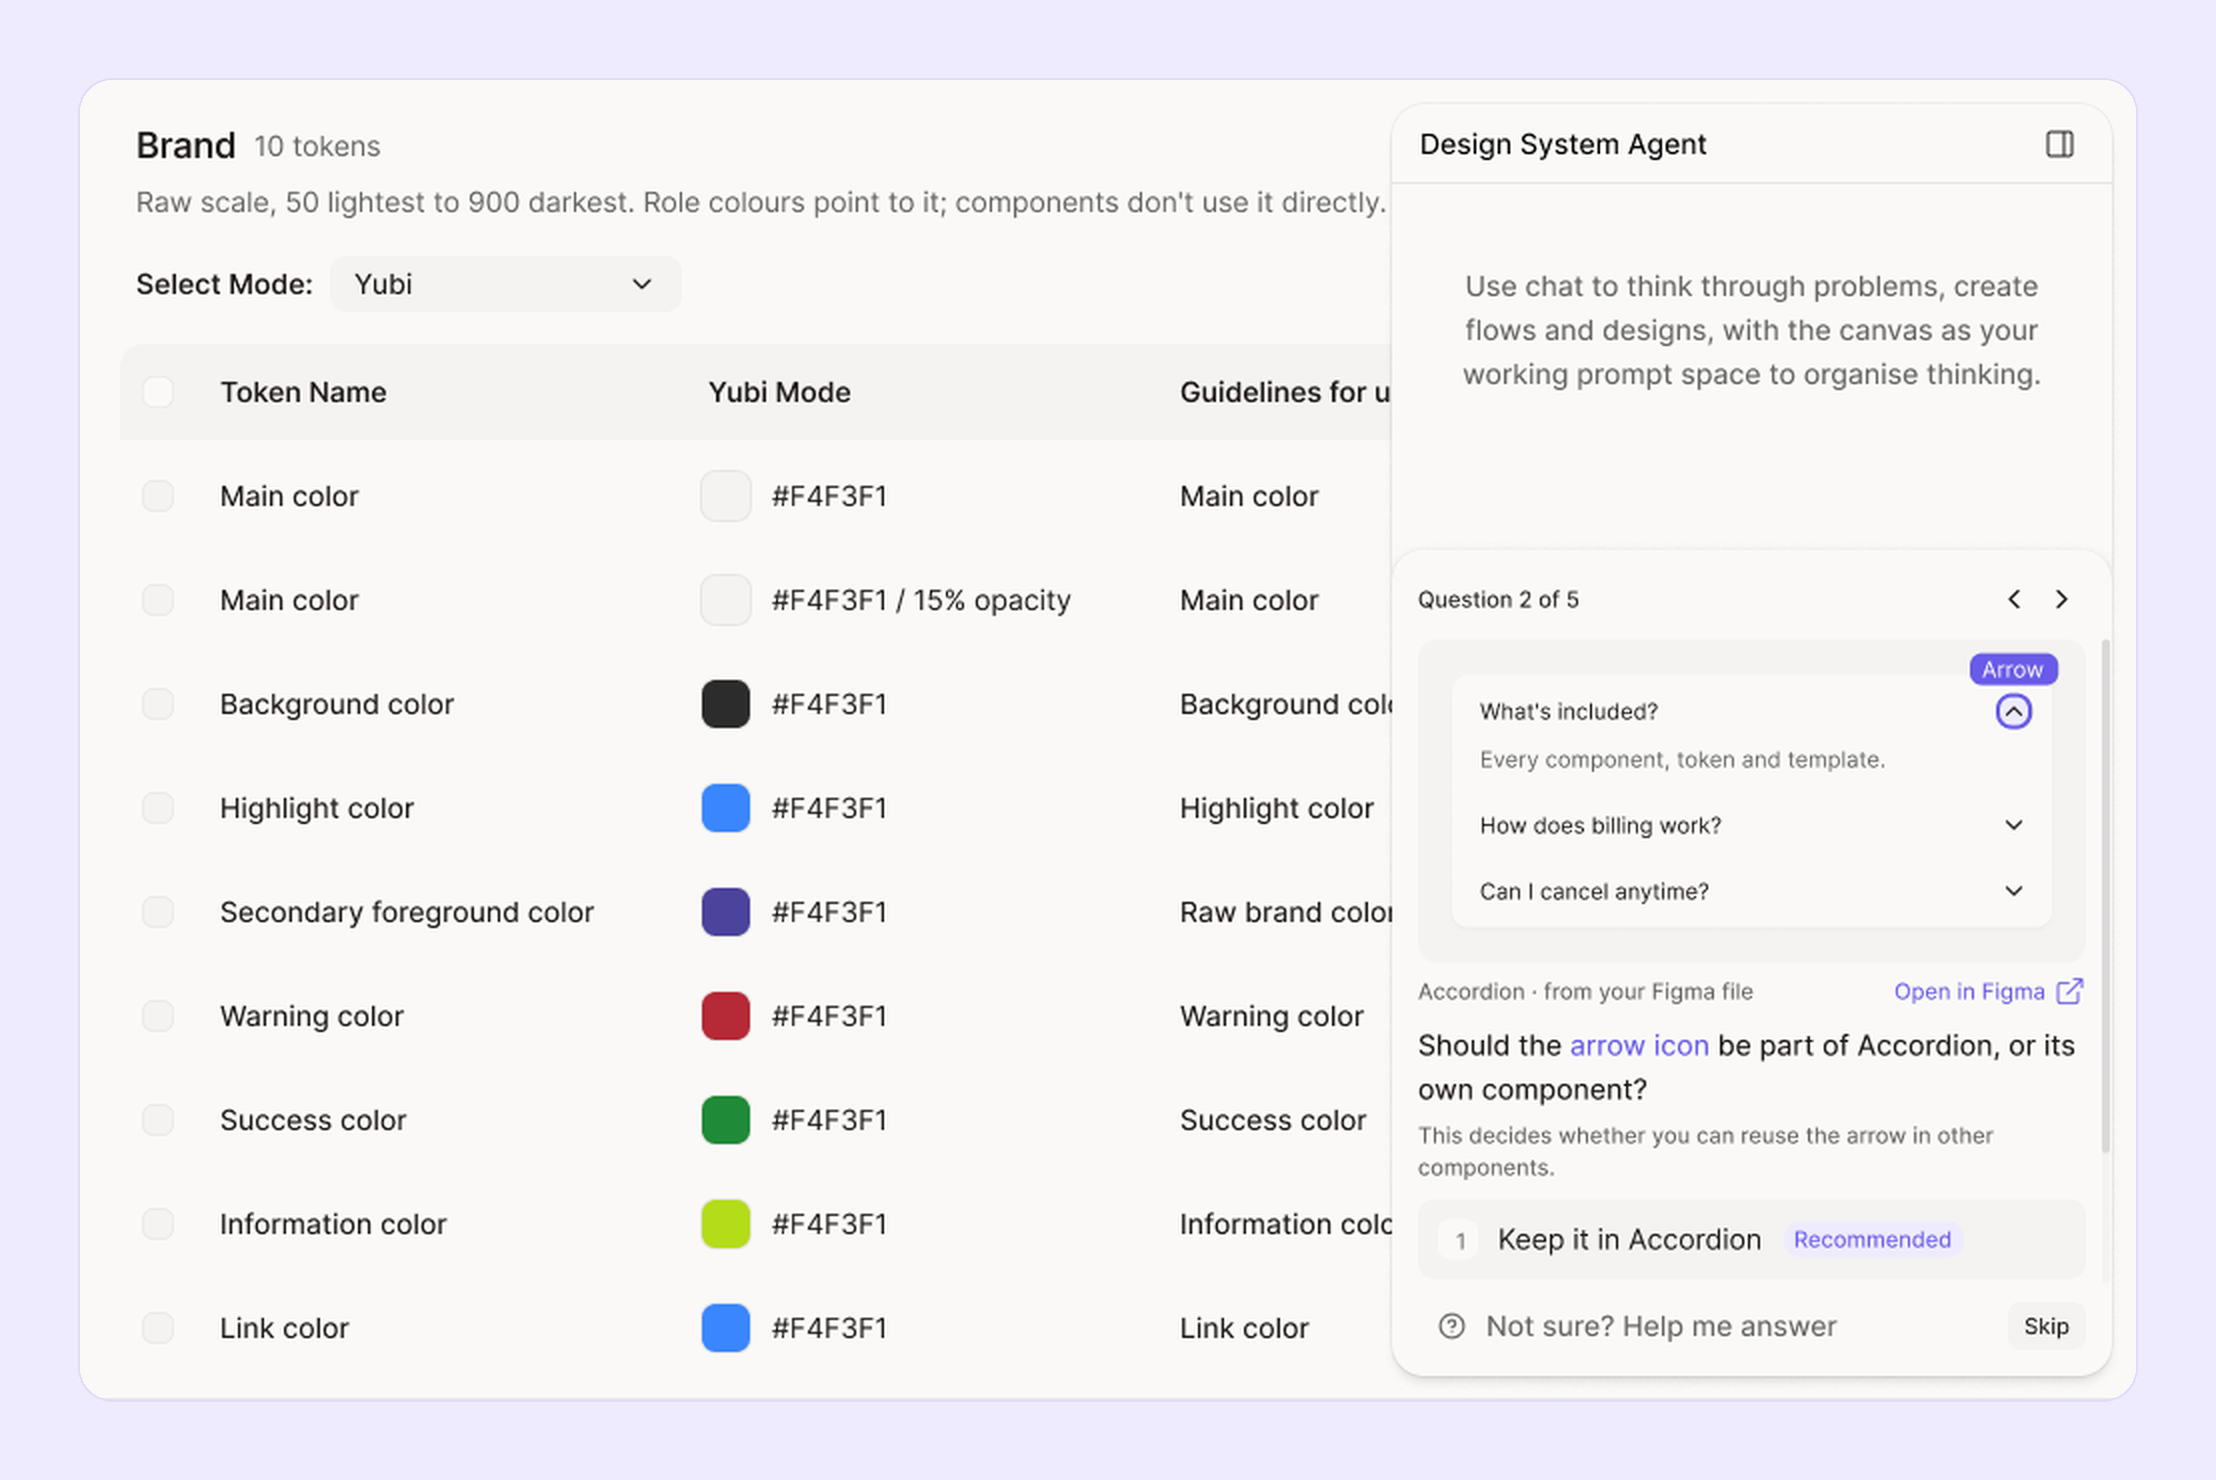 Brand 10 tokens
Raw scale, 50 lightest to 900 darkest. Role colours point to it; components don't use it directly.
Select Mode: Yubi
Token Name Yubi Mode Guidelines for u
Main color #F4F3F1 Main color
Main color #F4F3F1 / 15% opacity Main color
Background color #F4F3F1 Background colo
Highlight color #F4F3F1 Highlight color
Secondary foreground color #F4F3F1 Raw brand color
Warning color #F4F3F1 Warning color
Success color #F4F3F1 Success color
Information color #F4F3F1 Information colo
Link color #F4F3F1 Link color
Design System Agent
Use chat to think through problems, create
flows and designs, with the canvas as your
working prompt space to organise thinking.
Question 2 of 5
Arrow
What's included?
Every component, token and template.
How does billing work?
Can I cancel anytime?
Accordion · from your Figma file Open in Figma
Should the arrow icon be part of Accordion, or its
own component?
This decides whether you can reuse the arrow in other
components.
1 Keep it in Accordion Recommended
Not sure? Help me answer Skip